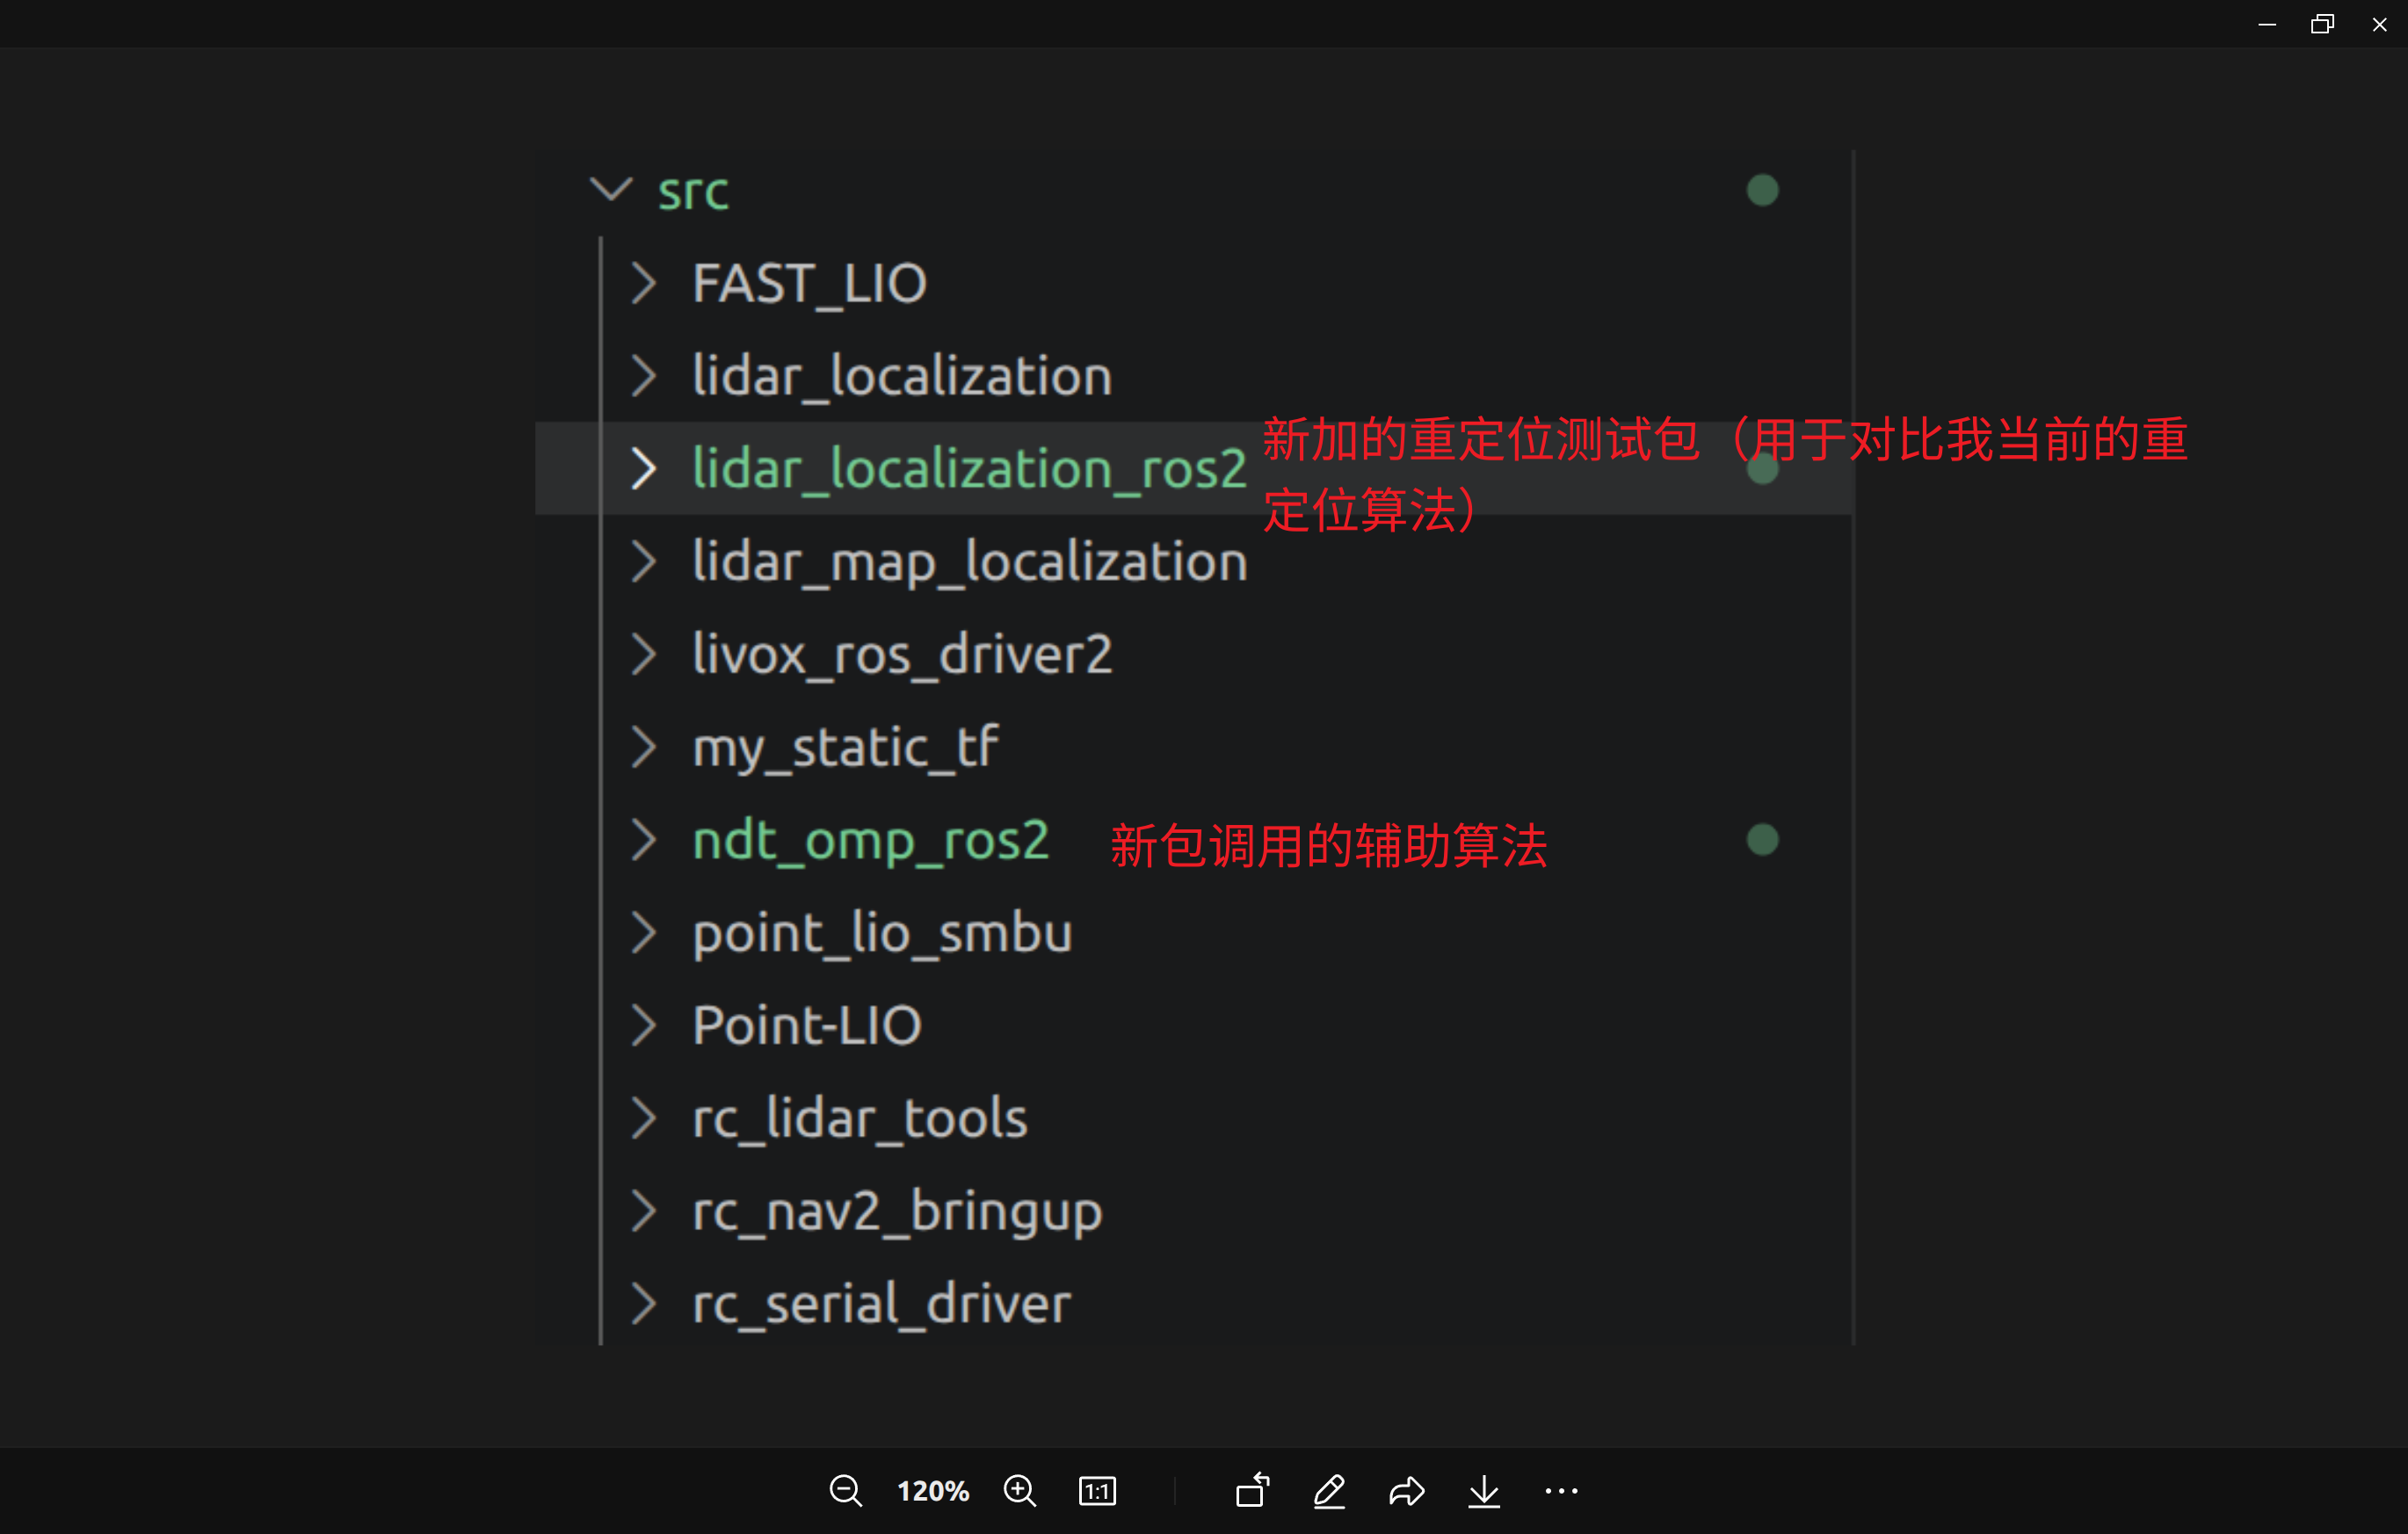 src
FAST_LIO
lidar_localization
lidar_localization_ros2
新加的重定位测试包（用于对比我当前的重
定位算法）
lidar_map_localization
livox_ros_driver2
my_static_tf
ndt_omp_ros2 新包调用的辅助算法
point_lio_smbu
Point-LIO
rc_lidar_tools
rc_nav2_bringup
rc_serial_driver
120% 1:1